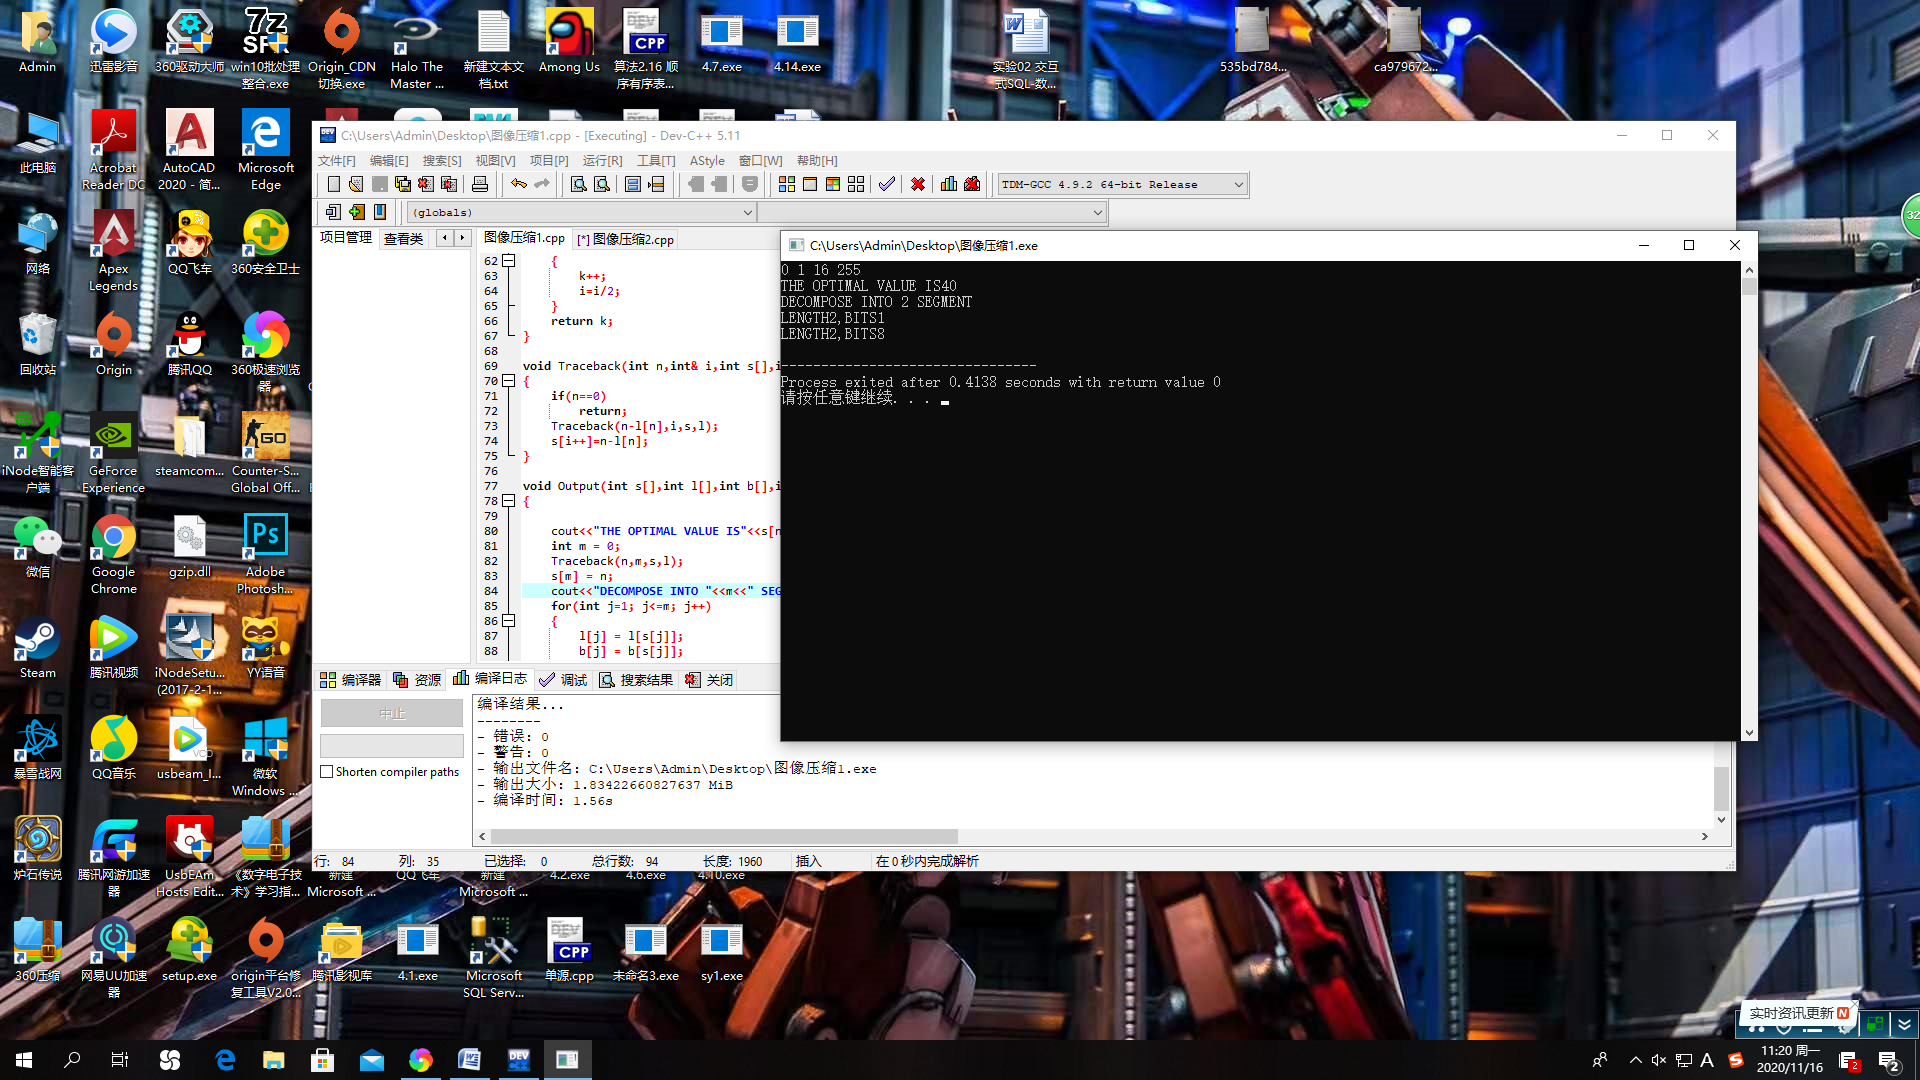 Admin
迅雷影音
360驱动大师
win10批处理
整合.exe
Origin_CDN
切换.exe
Halo The
Master ...
新建文本文
档.txt
Among Us
算法2.16 顺
序有序表...
4.7.exe
4.14.exe
实验02 交互
式SQL-数...
535bd784...
ca979672...
此电脑
Acrobat
Reader DC
AutoCAD
2020 - 简...
Microsoft
Edge
网络
Apex
Legends
QQ飞车
360安全卫士
回收站
Origin
腾讯QQ
360极速浏览
器
iNode智能客
户端
GeForce
Experience
steamcom...
Counter-S...
Global Off...
微信
Google
Chrome
gzip.dll
Adobe
Photosh...
Steam
腾讯视频
iNodeSetu...
(2017-2-1...
YY语音
暴雪战网
QQ音乐
usbeam_l...
微软
Windows ...
炉石传说
腾讯网游加速
器
UsbEAm
Hosts Edit...
《数字电子技
术》学习指...
新建
Microsoft ...
QQ飞车
新建
Microsoft ...
4.2.exe
4.6.exe
4.10.exe
360压缩
网易UU加速
器
setup.exe
origin平台修
复工具V2.0...
腾讯影视库
4.1.exe
Microsoft
SQL Serv...
单源.cpp
未命名3.exe
sy1.exe
C:\Users\Admin\Desktop\图像压缩1.cpp - [Executing] - Dev-C++ 5.11
文件[F] 编辑[E] 搜索[S] 视图[V] 项目[P] 运行[R] 工具[T] AStyle 窗口[W] 帮助[H]
TDM-GCC 4.9.2 64-bit Release
(globals)
项目管理 查看类
图像压缩1.cpp [*] 图像压缩2.cpp
62 {
63 k++;
64 i=i/2;
65 }
66 return k;
67 }
68
69 void Traceback(int n,int& i,int s[],i
70 {
71 if(n==0)
72 return;
73 Traceback(n-l[n],i,s,l);
74 s[i++]=n-l[n];
75 }
76
77 void Output(int s[],int l[],int b[],i
78 {
79
80 cout<<"THE OPTIMAL VALUE IS"<<s[n
81 int m = 0;
82 Traceback(n,m,s,l);
83 s[m] = n;
84 cout<<"DECOMPOSE INTO "<<m<<" SEG
85 for(int j=1; j<=m; j++)
86 {
87 l[j] = l[s[j]];
88 b[j] = b[s[j]];
C:\Users\Admin\Desktop\图像压缩1.exe
0 1 16 255
THE OPTIMAL VALUE IS40
DECOMPOSE INTO 2 SEGMENT
LENGTH2,BITS1
LENGTH2,BITS8
--------------------------------
Process exited after 0.4138 seconds with return value 0
请按任意键继续. . .
编译器 资源 编译日志 调试 搜索结果 关闭
中止
Shorten compiler paths
编译结果...
--------
- 错误: 0
- 警告: 0
- 输出文件名: C:\Users\Admin\Desktop\图像压缩1.exe
- 输出大小: 1.83422660827637 MiB
- 编译时间: 1.56s
行: 84 列: 35 已选择: 0 总行数: 94 长度: 1960 插入 在 0 秒内完成解析
32
实时资讯更新 N
11:20 周一
2020/11/16
2
2